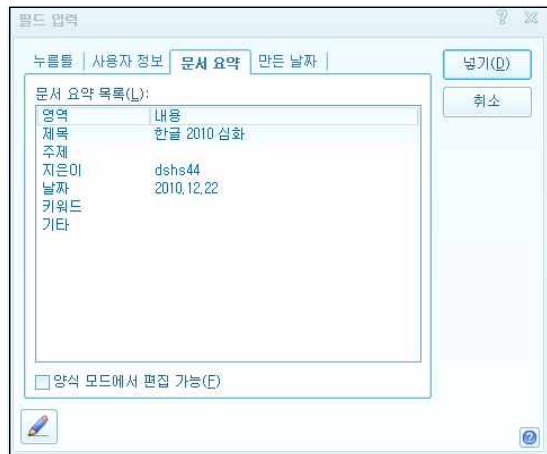 필드 입력
누름틀 사용자 정보 문서 요약 만든 날짜
넣기(D)
취소
문서 요약 목록(L):
영역 내용
제목 한글 2010 심화
주제
지은이 dshs44
날짜 2010,12,22
키워드
기타
양식 모드에서 편집 가능(F)